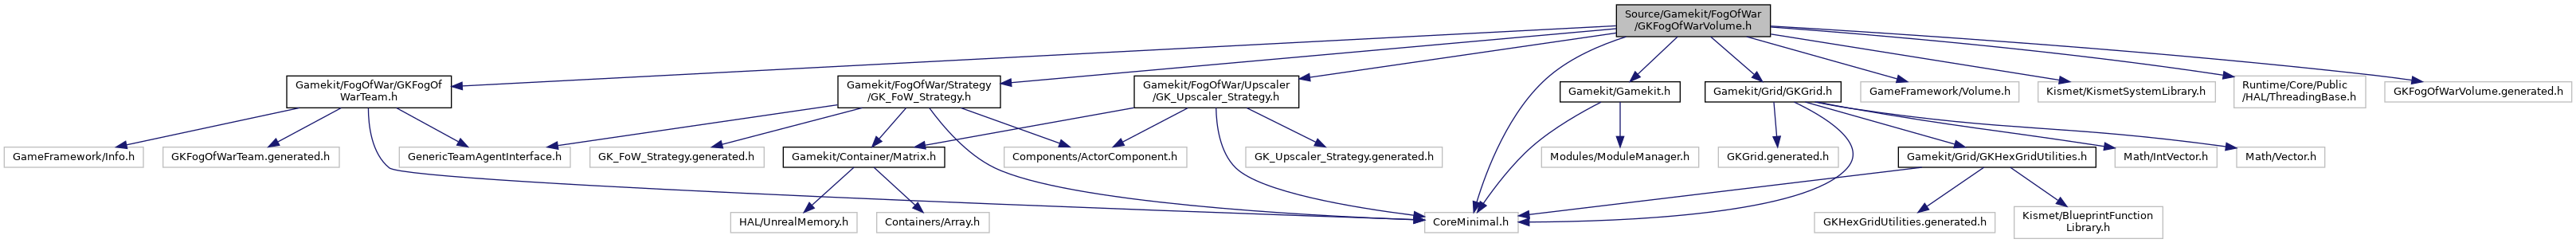 Source/Gamekit/FogOfWar
/GKFogOfWarVolume.h
Gamekit/FogOfWar/GKFogOf
WarTeam.h
Gamekit/FogOfWar/Strategy
/GK_FoW_Strategy.h
Gamekit/FogOfWar/Upscaler
/GK_Upscaler_Strategy.h
Gamekit/Gamekit.h
Gamekit/Grid/GKGrid.h
GameFramework/Volume.h
Kismet/KismetSystemLibrary.h
Runtime/Core/Public
/HAL/ThreadingBase.h
GKFogOfWarVolume.generated.h
GameFramework/Info.h
GKFogOfWarTeam.generated.h
GenericTeamAgentInterface.h
GK_FoW_Strategy.generated.h
Gamekit/Container/Matrix.h
Components/ActorComponent.h
GK_Upscaler_Strategy.generated.h
Modules/ModuleManager.h
GKGrid.generated.h
Gamekit/Grid/GKHexGridUtilities.h
Math/IntVector.h
Math/Vector.h
HAL/UnrealMemory.h
Containers/Array.h
CoreMinimal.h
GKHexGridUtilities.generated.h
Kismet/BlueprintFunction
Library.h